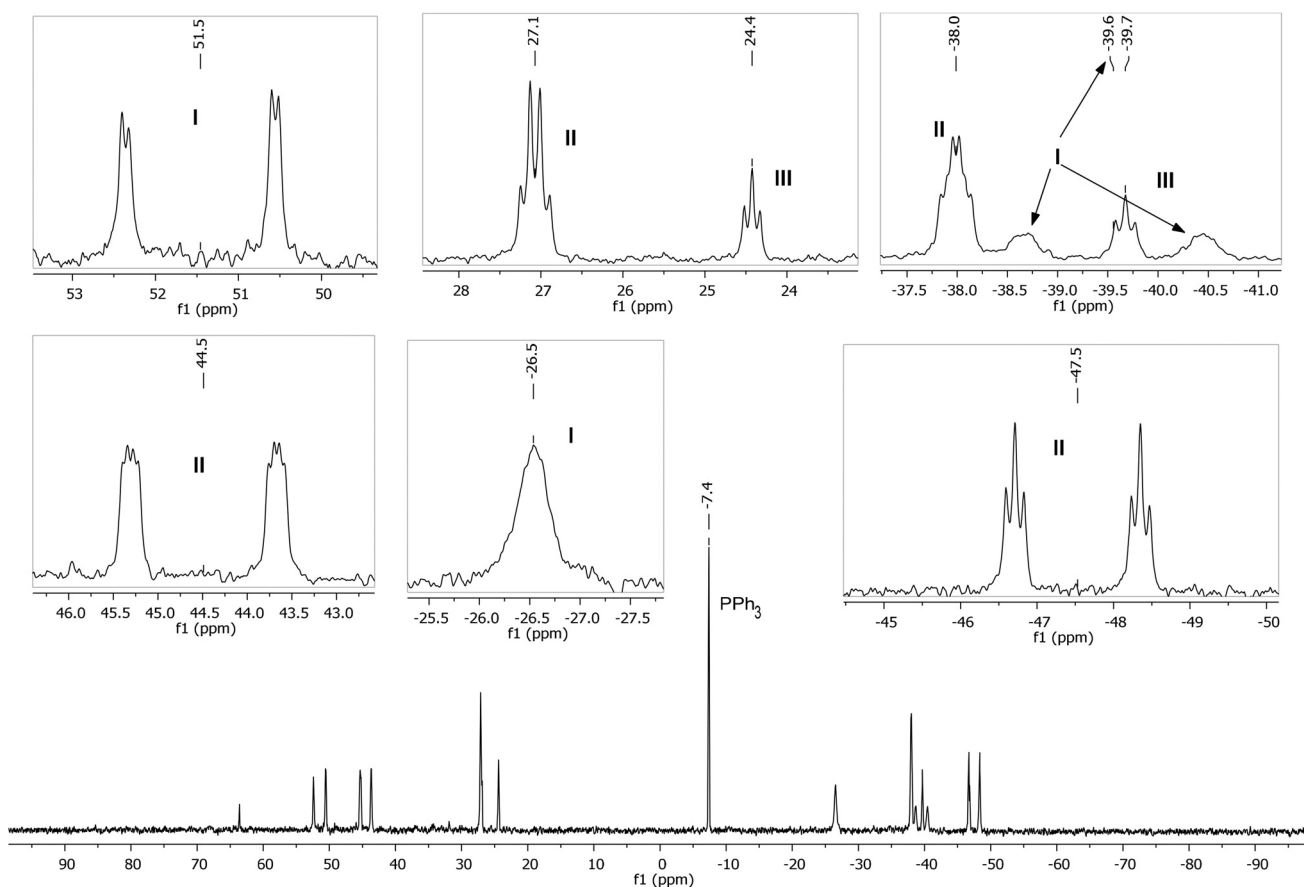 51.5
I
53 52 51 50
f1 (ppm)
27.1
24.4
II
III
28 27 26 25 24
f1 (ppm)
-38.0
-39.6
-39.7
II
I
III
-37.5 -38.0 -38.5 -39.0 -39.5 -40.0 -40.5 -41.0
f1 (ppm)
44.5
II
46.0 45.5 45.0 44.5 44.0 43.5 43.0
f1 (ppm)
-26.5
I
-25.5 -26.0 -26.5 -27.0 -27.5
f1 (ppm)
-47.5
II
-45 -46 -47 -48 -49 -50
f1 (ppm)
-7.4
PPh3
90 80 70 60 50 40 30 20 10 0 -10 -20 -30 -40 -50 -60 -70 -80 -90
f1 (ppm)